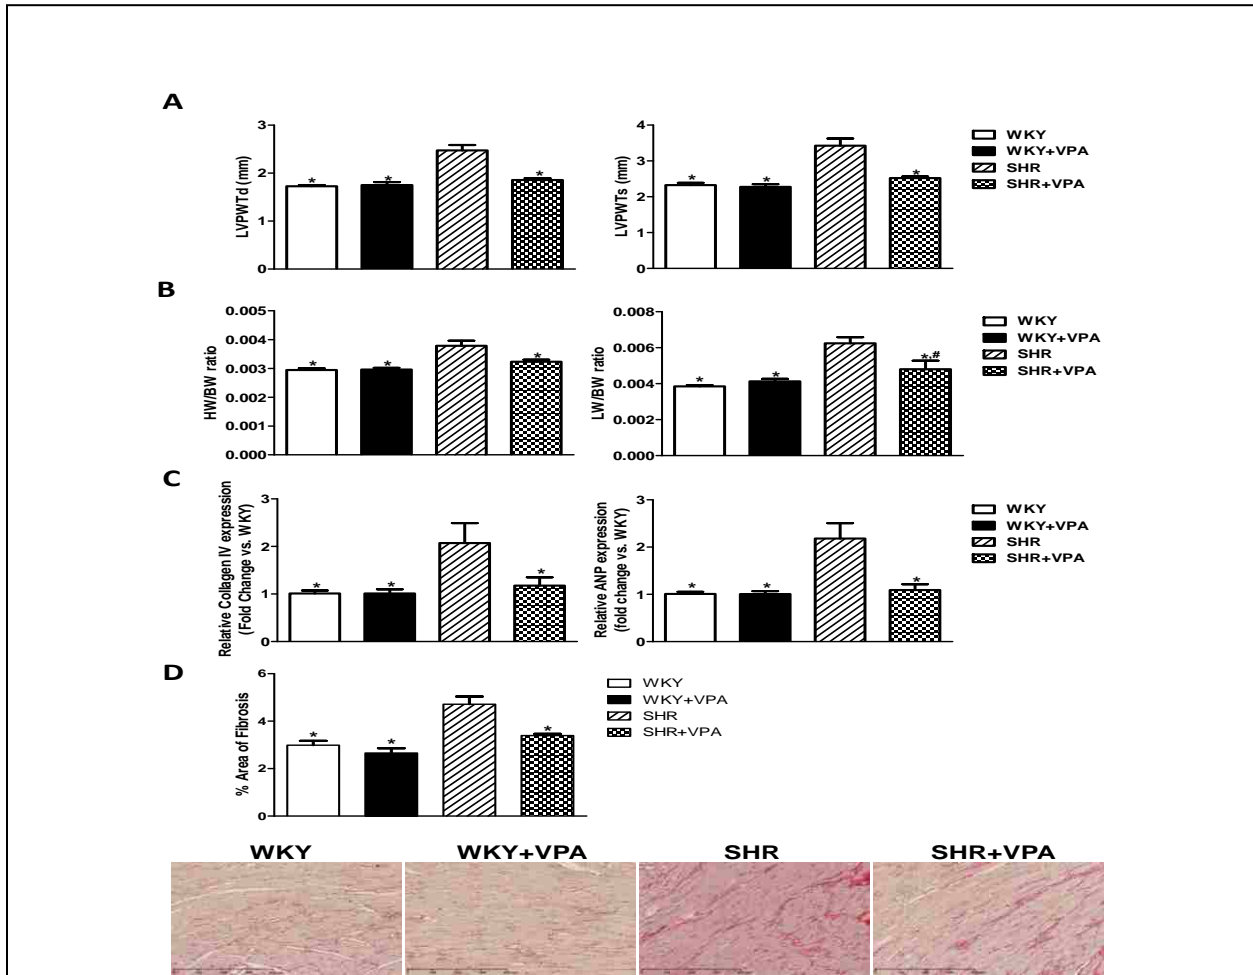 A
LVPWTd (mm)
3
2
1
0
* * *
LVPWTs (mm)
4
3
2
1
0
* * *
WKY
WKY+VPA
SHR
SHR+VPA
B
HW/BW ratio
0.005
0.004
0.003
0.002
0.001
0.000
* * *
LW/BW ratio
0.008
0.006
0.004
0.002
0.000
* * *,#
WKY
WKY+VPA
SHR
SHR+VPA
C
Relative Collagen IV expression
(Fold Change vs. WKY)
3
2
1
0
* * *
Relative ANP expression
(fold change vs. WKY)
3
2
1
0
* * *
WKY
WKY+VPA
SHR
SHR+VPA
D
% Area of Fibrosis
6
4
2
0
* * *
WKY
WKY+VPA
SHR
SHR+VPA
WKY WKY+VPA SHR SHR+VPA